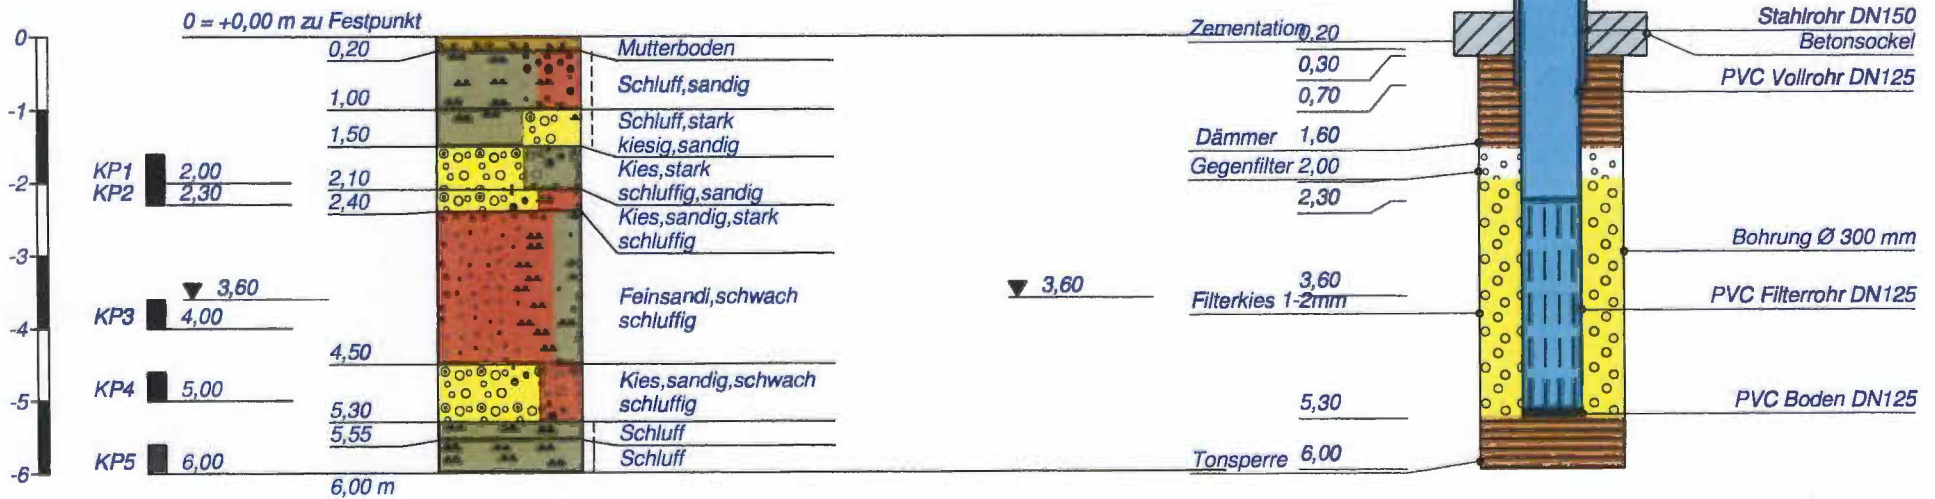 0 = +0,00 m zu Festpunkt
0
-1
-2
-3
-4
-5
-6
KP1 2,00
KP2 2,30
3,60
KP3 4,00
KP4 5,00
KP5 6,00
0,20
1,00
1,50
2,10
2,40
4,50
5,30
5,55
6,00 m
Mutterboden
Schluff,sandig
Schluff,stark
kiesig,sandig
Kies,stark
schluffig,sandig
Kies,sandig,stark
schluffig
Feinsandi,schwach
schluffig
Kies,sandig,schwach
schluffig
Schluff
Schluff
3,60
Zementation 0,20
0,30
0,70
Dämmer 1,60
Gegenfilter 2,00
2,30
3,60
Filterkies 1-2mm
5,30
Tonsperre 6,00
Stahlrohr DN150
Betonsockel
PVC Vollrohr DN125
Bohrung Ø 300 mm
PVC Filterrohr DN125
PVC Boden DN125